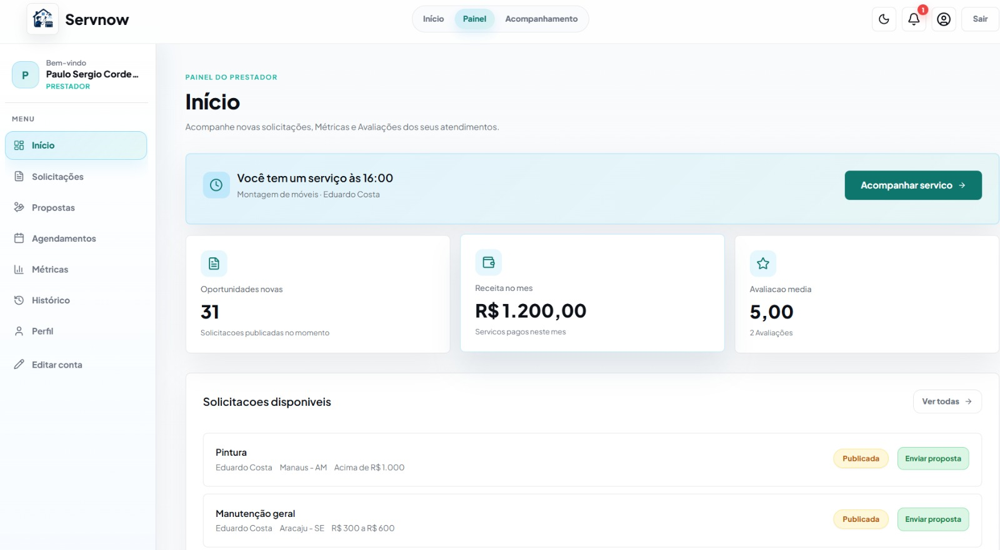 Servnow
Início
Painel
Acompanhamento
1
Sair
P
Bem-vindo
Paulo Sergio Corde...
PRESTADOR
MENU
Início
Solicitações
Propostas
Agendamentos
Métricas
Histórico
Perfil
Editar conta
PAINEL DO PRESTADOR
Início
Acompanhe novas solicitações, Métricas e Avaliações dos seus atendimentos.
Você tem um serviço às 16:00
Montagem de móveis · Eduardo Costa
Acompanhar servico →
Oportunidades novas
31
Solicitacoes publicadas no momento
Receita no mes
R$ 1.200,00
Servicos pagos neste mes
Avaliacao media
5,00
2 Avaliações
Solicitacoes disponiveis
Ver todas →
Pintura
Eduardo Costa Manaus - AM Acima de R$ 1.000
Publicada
Enviar proposta
Manutenção geral
Eduardo Costa Aracaju - SE R$ 300 a R$ 600
Publicada
Enviar proposta